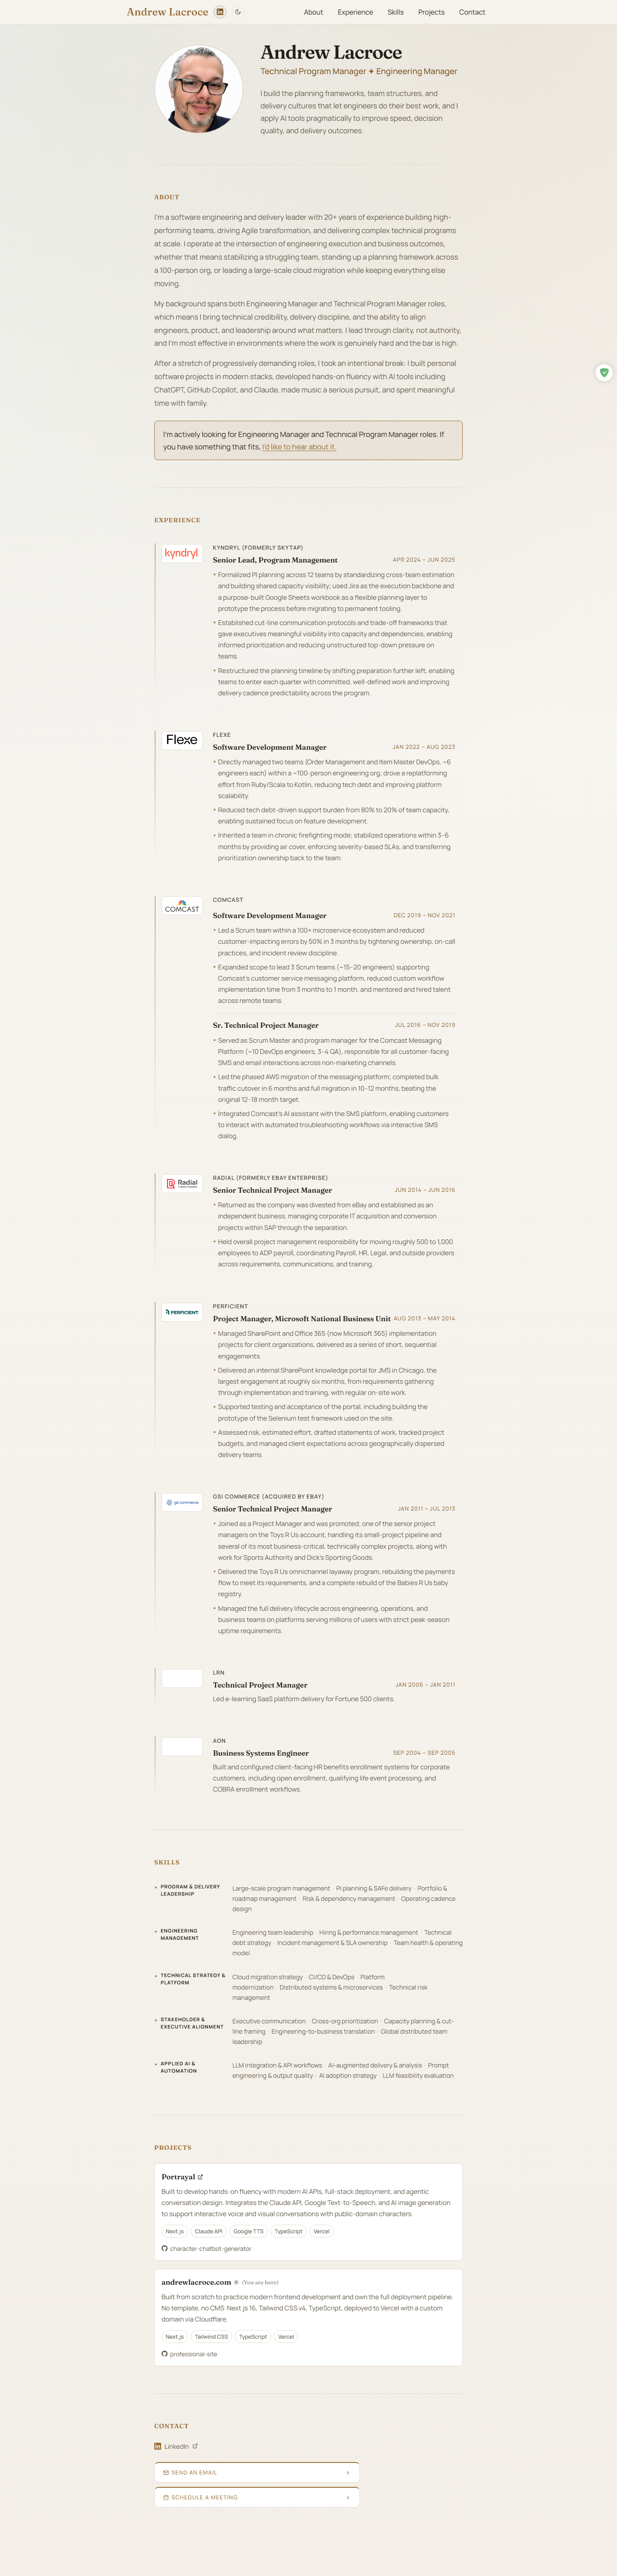 Andrew Lacroce
About Experience Skills Projects Contact
Andrew Lacroce
Technical Program Manager ✦ Engineering Manager
I build the planning frameworks, team structures, and
delivery cultures that let engineers do their best work, and I
apply AI tools pragmatically to improve speed, decision
quality, and delivery outcomes.
ABOUT
I'm a software engineering and delivery leader with 20+ years of experience building high-
performing teams, driving Agile transformation, and delivering complex technical programs
at scale. I operate at the intersection of engineering execution and business outcomes,
whether that means stabilizing a struggling team, standing up a planning framework across
a 100-person org, or leading a large-scale cloud migration while keeping everything else
moving.
My background spans both Engineering Manager and Technical Program Manager roles,
which means I bring technical credibility, delivery discipline, and the ability to align
engineers, product, and leadership around what matters. I lead through clarity, not authority,
and I'm most effective in environments where the work is genuinely hard and the bar is high.
After a stretch of progressively demanding roles, I took an intentional break: I built personal
software projects in modern stacks, developed hands-on fluency with AI tools including
ChatGPT, GitHub Copilot, and Claude, made music a serious pursuit, and spent meaningful
time with family.
I'm actively looking for Engineering Manager and Technical Program Manager roles. If
you have something that fits, I'd like to hear about it.
EXPERIENCE
kyndryl
KYNDRYL (FORMERLY SKYTAP)
Senior Lead, Program Management APR 2024 – JUN 2025
Formalized PI planning across 12 teams by standardizing cross-team estimation
and building shared capacity visibility; used Jira as the execution backbone and
a purpose-built Google Sheets workbook as a flexible planning layer to
prototype the process before migrating to permanent tooling.
Established cut-line communication protocols and trade-off frameworks that
gave executives meaningful visibility into capacity and dependencies, enabling
informed prioritization and reducing unstructured top-down pressure on
teams.
Restructured the planning timeline by shifting preparation further left, enabling
teams to enter each quarter with committed, well-defined work and improving
delivery cadence predictability across the program.
Flexe
FLEXE
Software Development Manager JAN 2022 – AUG 2023
Directly managed two teams (Order Management and Item Master DevOps, ~6
engineers each) within a ~100-person engineering org; drove a replatforming
effort from Ruby/Scala to Kotlin, reducing tech debt and improving platform
scalability.
Reduced tech debt-driven support burden from 80% to 20% of team capacity,
enabling sustained focus on feature development.
Inherited a team in chronic firefighting mode; stabilized operations within 3-6
months by providing air cover, enforcing severity-based SLAs, and transferring
prioritization ownership back to the team.
COMCAST
COMCAST
Software Development Manager DEC 2019 – NOV 2021
Led a Scrum team within a 100+ microservice ecosystem and reduced
customer-impacting errors by 50% in 3 months by tightening ownership, on-call
practices, and incident review discipline.
Expanded scope to lead 3 Scrum teams (~15-20 engineers) supporting
Comcast's customer service messaging platform, reduced custom workflow
implementation time from 3 months to 1 month, and mentored and hired talent
across remote teams.
Sr. Technical Project Manager JUL 2016 – NOV 2019
Served as Scrum Master and program manager for the Comcast Messaging
Platform (~10 DevOps engineers, 3-4 QA), responsible for all customer-facing
SMS and email interactions across non-marketing channels.
Led the phased AWS migration of the messaging platform; completed bulk
traffic cutover in 6 months and full migration in 10-12 months, beating the
original 12-18 month target.
Integrated Comcast's AI assistant with the SMS platform, enabling customers
to interact with automated troubleshooting workflows via interactive SMS
dialog.
Radial
RADIAL (FORMERLY EBAY ENTERPRISE)
Senior Technical Project Manager JUN 2014 – JUN 2016
Returned as the company was divested from eBay and established as an
independent business, managing corporate IT acquisition and conversion
projects within SAP through the separation.
Held overall project management responsibility for moving roughly 500 to 1,000
employees to ADP payroll, coordinating Payroll, HR, Legal, and outside providers
across requirements, communications, and training.
PERFICIENT
PERFICIENT
Project Manager, Microsoft National Business Unit AUG 2013 – MAY 2014
Managed SharePoint and Office 365 (now Microsoft 365) implementation
projects for client organizations, delivered as a series of short, sequential
engagements.
Delivered an internal SharePoint knowledge portal for JMS in Chicago, the
largest engagement at roughly six months, from requirements gathering
through implementation and training, with regular on-site work.
Supported testing and acceptance of the portal, including building the
prototype of the Selenium test framework used on the site.
Assessed risk, estimated effort, drafted statements of work, tracked project
budgets, and managed client expectations across geographically dispersed
delivery teams.
gsi commerce
GSI COMMERCE (ACQUIRED BY EBAY)
Senior Technical Project Manager JAN 2011 – JUL 2013
Joined as a Project Manager and was promoted; one of the senior project
managers on the Toys R Us account, handling its small-project pipeline and
several of its most business-critical, technically complex projects, along with
work for Sports Authority and Dick's Sporting Goods.
Delivered the Toys R Us omnichannel layaway program, rebuilding the payments
flow to meet its requirements, and a complete rebuild of the Babies R Us baby
registry.
Managed the full delivery lifecycle across engineering, operations, and
business teams on platforms serving millions of users with strict peak-season
uptime requirements.
LRN
Technical Project Manager JAN 2006 – JAN 2011
Led e-learning SaaS platform delivery for Fortune 500 clients.
AON
Business Systems Engineer SEP 2004 – SEP 2005
Built and configured client-facing HR benefits enrollment systems for corporate
customers, including open enrollment, qualifying life event processing, and
COBRA enrollment workflows.
SKILLS
PROGRAM & DELIVERY
LEADERSHIP
Large-scale program management · PI planning & SAFe delivery · Portfolio &
roadmap management · Risk & dependency management · Operating cadence
design
ENGINEERING
MANAGEMENT
Engineering team leadership · Hiring & performance management · Technical
debt strategy · Incident management & SLA ownership · Team health & operating
model
TECHNICAL STRATEGY &
PLATFORM
Cloud migration strategy · CI/CD & DevOps · Platform
modernization · Distributed systems & microservices · Technical risk
management
STAKEHOLDER &
EXECUTIVE ALIGNMENT
Executive communication · Cross-org prioritization · Capacity planning & cut-
line framing · Engineering-to-business translation · Global distributed team
leadership
APPLIED AI &
AUTOMATION
LLM integration & API workflows · AI-augmented delivery & analysis · Prompt
engineering & output quality · AI adoption strategy · LLM feasibility evaluation
PROJECTS
Portrayal
Built to develop hands-on fluency with modern AI APIs, full-stack deployment, and agentic
conversation design. Integrates the Claude API, Google Text-to-Speech, and AI image generation
to support interactive voice and visual conversations with public-domain characters.
Next.js Claude API Google TTS TypeScript Vercel
character-chatbot-generator
andrewlacroce.com (You are here)
Built from scratch to practice modern frontend development and own the full deployment pipeline.
No template, no CMS. Next.js 16, Tailwind CSS v4, TypeScript, deployed to Vercel with a custom
domain via Cloudflare.
Next.js Tailwind CSS TypeScript Vercel
professional-site
CONTACT
LinkedIn
SEND AN EMAIL
SCHEDULE A MEETING